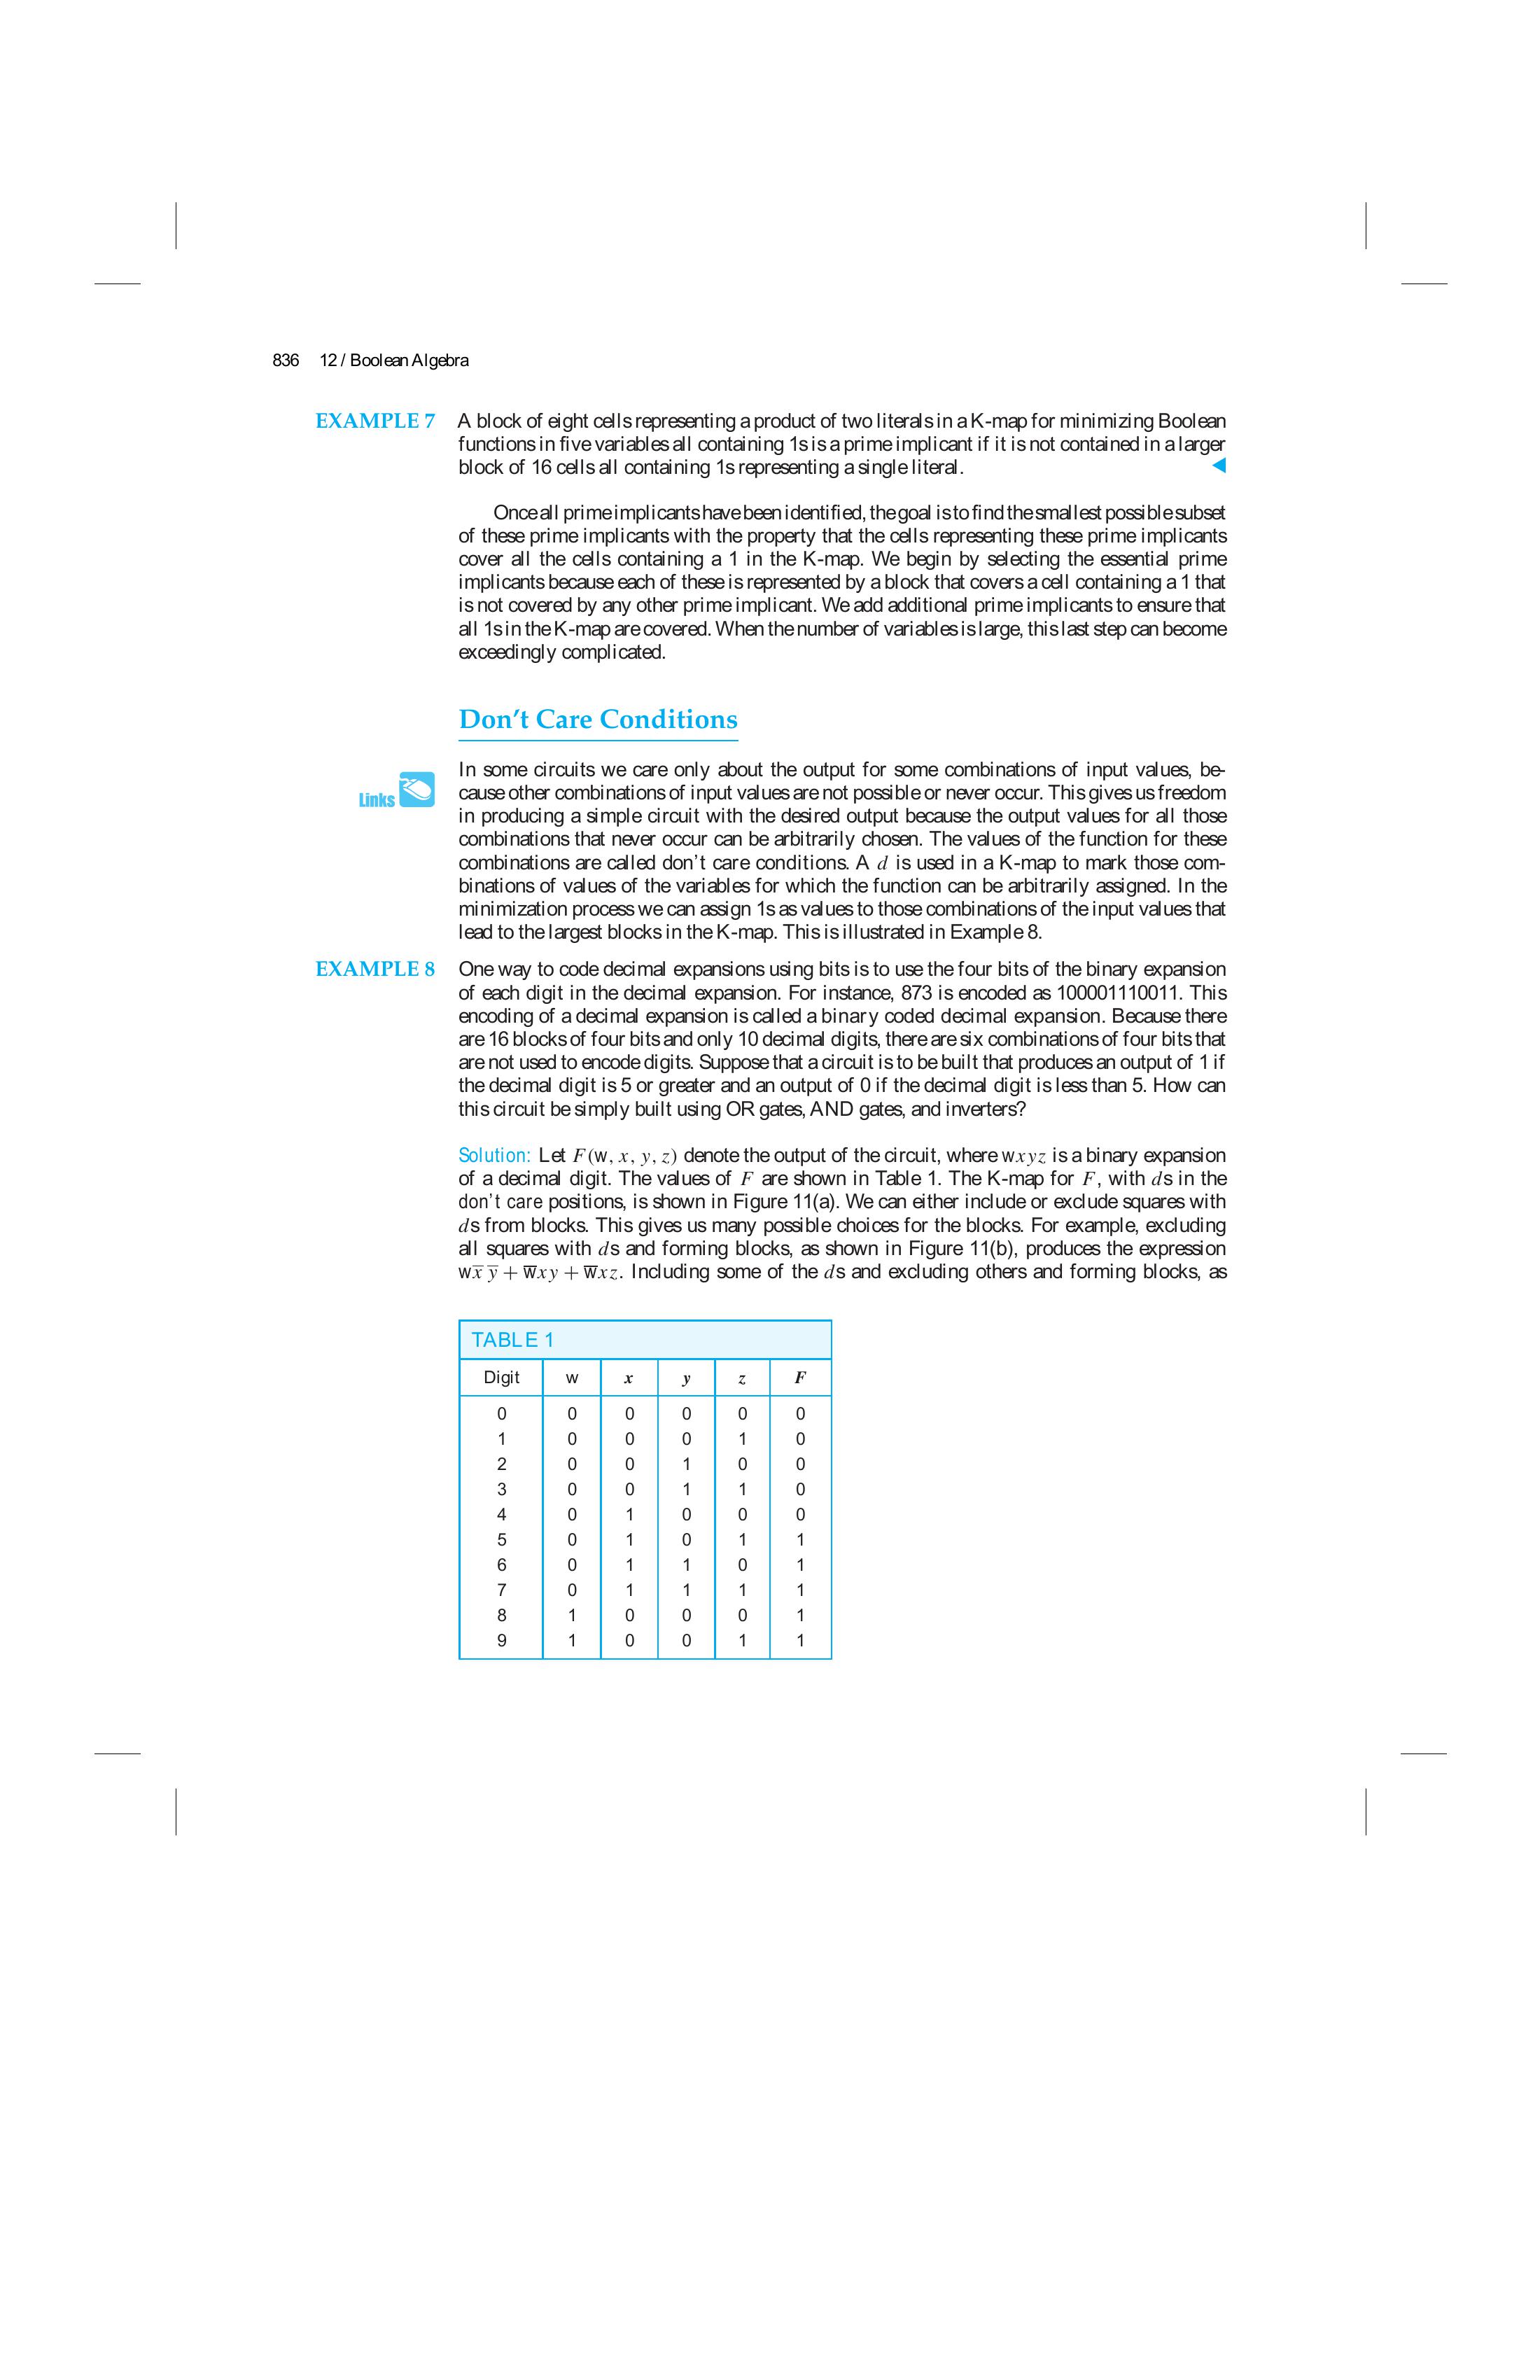 836 12 / Boolean Algebra
EXAMPLE 7 A block of eight cells representing a product of two literals in a K-map for minimizing Boolean
functions in five variables all containing 1s is a prime implicant if it is not contained in a larger
block of 16 cells all containing 1s representing a single literal. ◀
Once all prime implicants have been identified, the goal is to find the smallest possible subset
of these prime implicants with the property that the cells representing these prime implicants
cover all the cells containing a 1 in the K-map. We begin by selecting the essential prime
implicants because each of these is represented by a block that covers a cell containing a 1 that
is not covered by any other prime implicant. We add additional prime implicants to ensure that
all 1s in the K-map are covered. When the number of variables is large, this last step can become
exceedingly complicated.
Don't Care Conditions
Links
In some circuits we care only about the output for some combinations of input values, be-
cause other combinations of input values are not possible or never occur. This gives us freedom
in producing a simple circuit with the desired output because the output values for all those
combinations that never occur can be arbitrarily chosen. The values of the function for these
combinations are called don't care conditions. A d is used in a K-map to mark those com-
binations of values of the variables for which the function can be arbitrarily assigned. In the
minimization process we can assign 1s as values to those combinations of the input values that
lead to the largest blocks in the K-map. This is illustrated in Example 8.
EXAMPLE 8 One way to code decimal expansions using bits is to use the four bits of the binary expansion
of each digit in the decimal expansion. For instance, 873 is encoded as 100001110011. This
encoding of a decimal expansion is called a binary coded decimal expansion. Because there
are 16 blocks of four bits and only 10 decimal digits, there are six combinations of four bits that
are not used to encode digits. Suppose that a circuit is to be built that produces an output of 1 if
the decimal digit is 5 or greater and an output of 0 if the decimal digit is less than 5. How can
this circuit be simply built using OR gates, AND gates, and inverters?
Solution: Let F(w, x, y, z) denote the output of the circuit, where wxyz is a binary expansion
of a decimal digit. The values of F are shown in Table 1. The K-map for F, with ds in the
don't care positions, is shown in Figure 11(a). We can either include or exclude squares with
ds from blocks. This gives us many possible choices for the blocks. For example, excluding
all squares with ds and forming blocks, as shown in Figure 11(b), produces the expression
wx̅ y̅ + w̅xy + w̅xz. Including some of the ds and excluding others and forming blocks, as
TABLE 1
Digit w x y z F
0 0 0 0 0 0
1 0 0 0 1 0
2 0 0 1 0 0
3 0 0 1 1 0
4 0 1 0 0 0
5 0 1 0 1 1
6 0 1 1 0 1
7 0 1 1 1 1
8 1 0 0 0 1
9 1 0 0 1 1